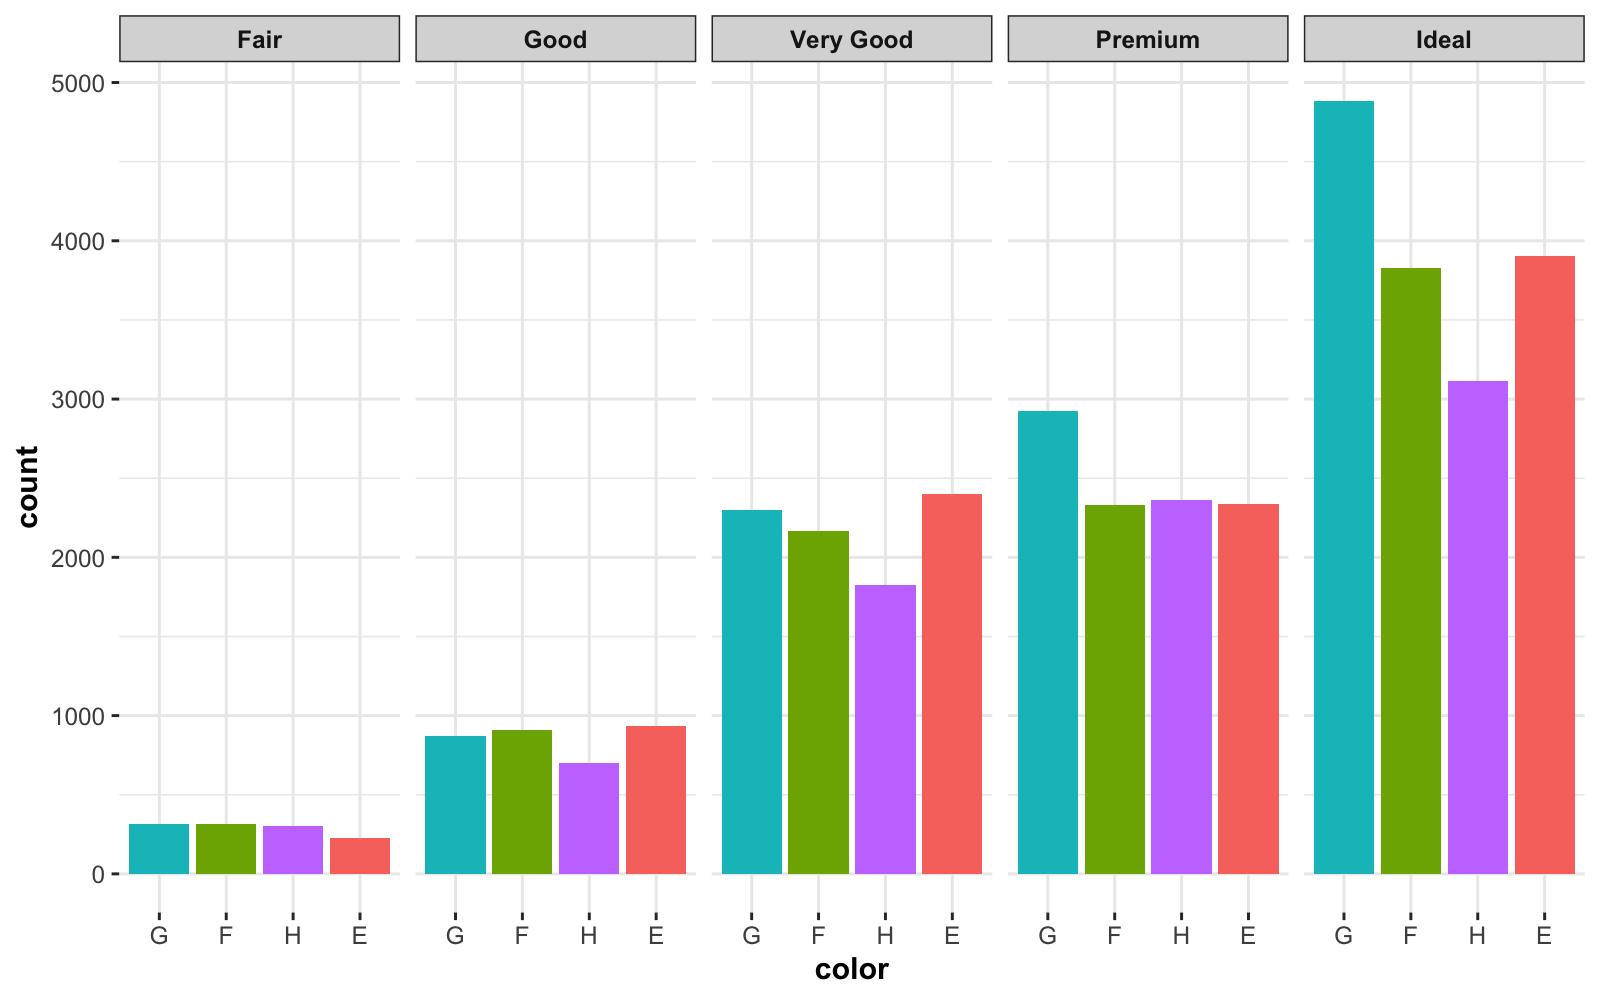 Fair Good Very Good Premium Ideal
5000
4000
3000
2000
1000
0
count
G F H E G F H E G F H E G F H E G F H E
color